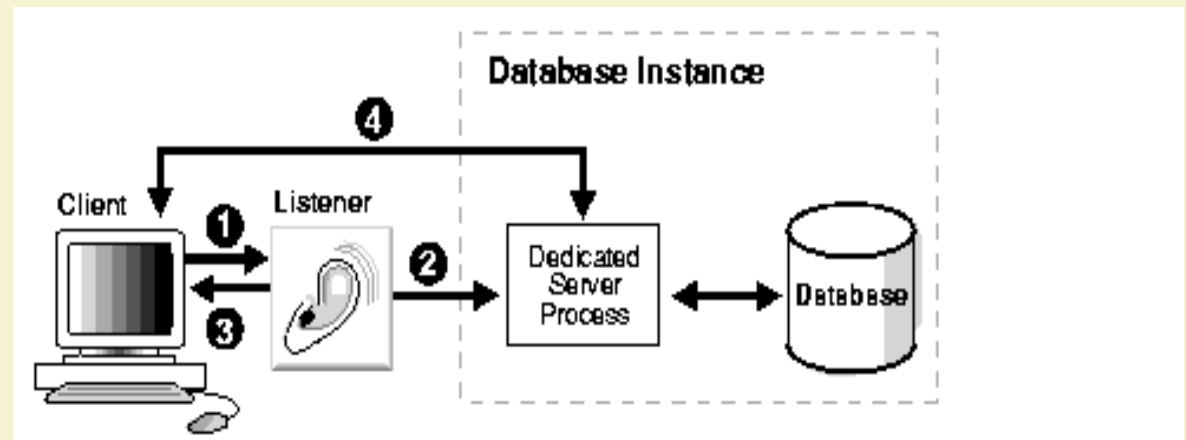 Database Instance
4
Client
Listener
1
2
3
Dedicated
Server
Process
Database